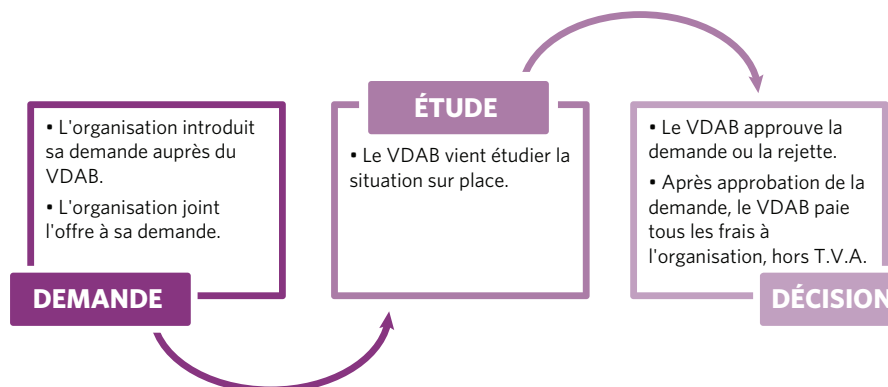 • L'organisation introduit
sa demande auprès du
VDAB.
• L'organisation joint
l'offre à sa demande.
DEMANDE
ÉTUDE
• Le VDAB vient étudier la
situation sur place.
• Le VDAB approuve la
demande ou la rejette.
• Après approbation de la
demande, le VDAB paie
tous les frais à
l'organisation, hors T.V.A.
DÉCISION